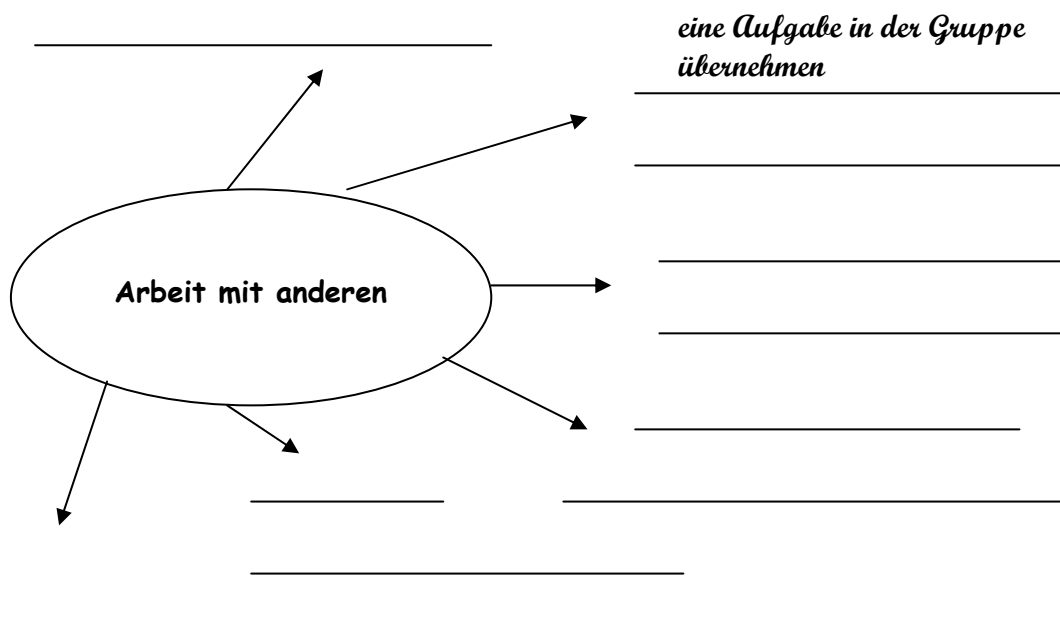 eine Aufgabe in der Gruppe
übernehmen
Arbeit mit anderen